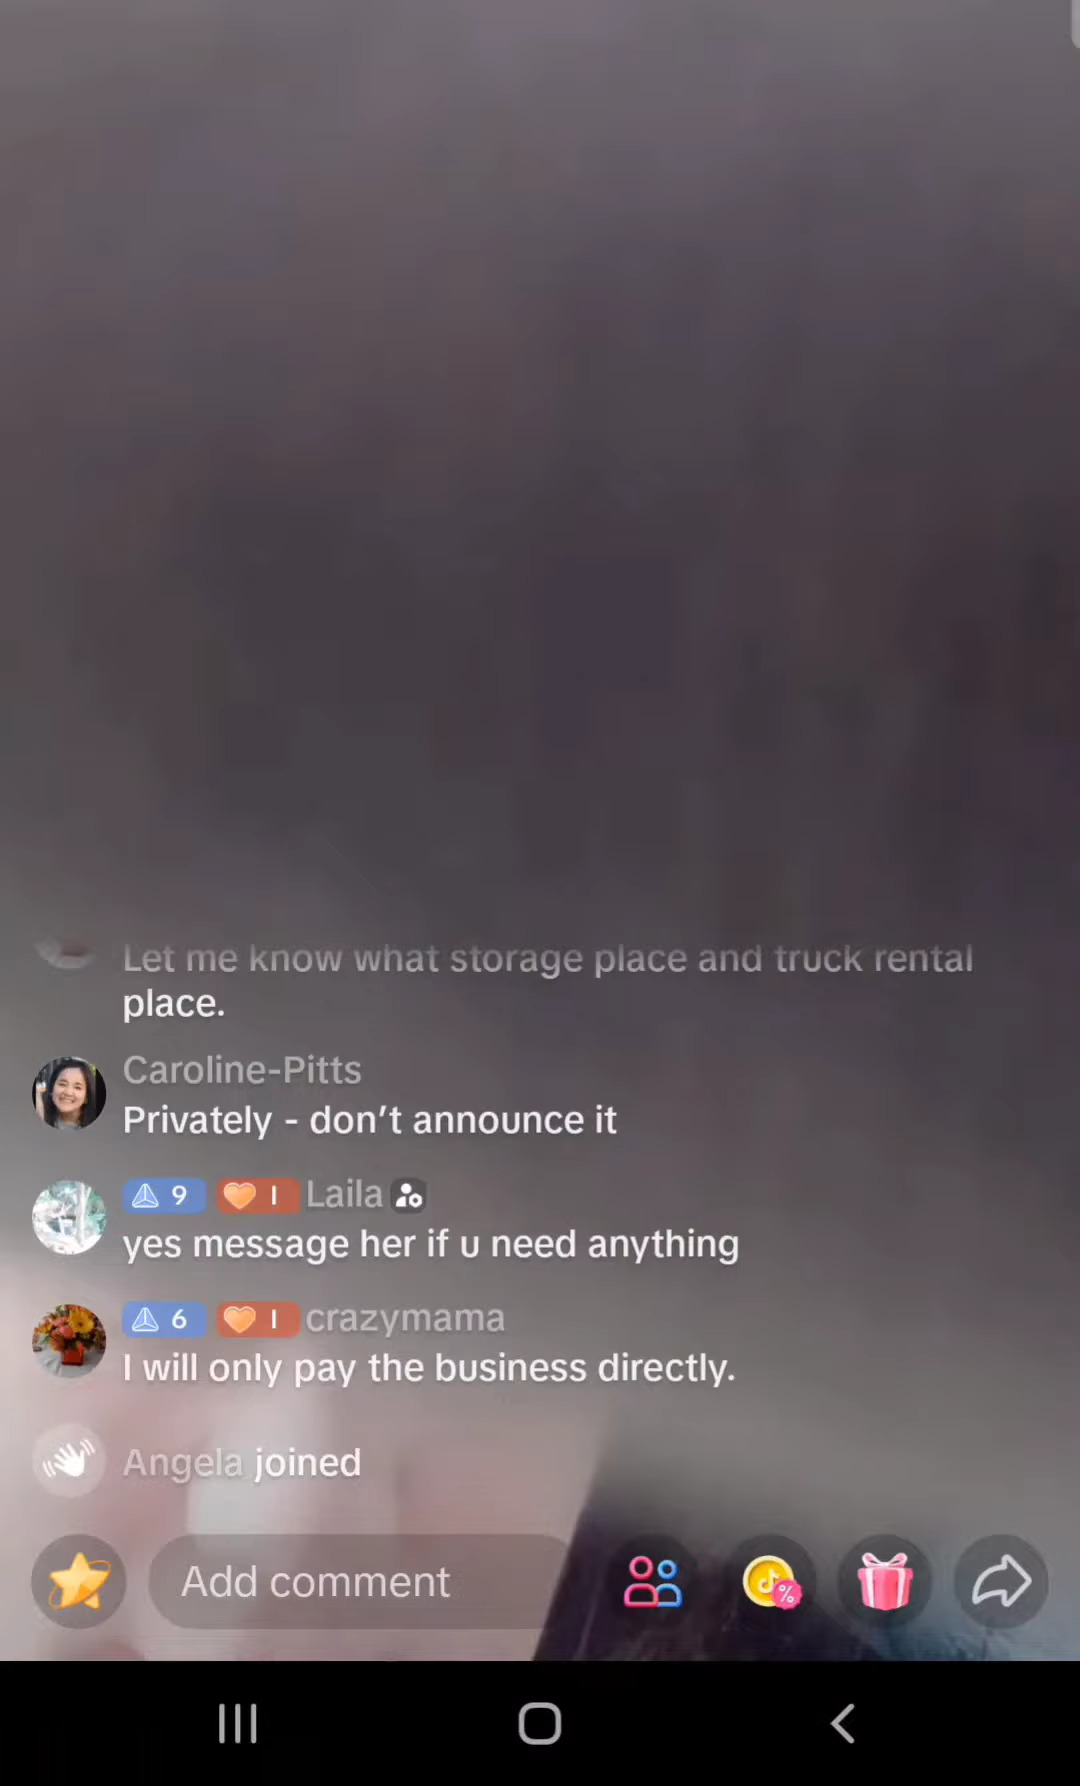 Let me know what storage place and truck rental
place.
Caroline-Pitts
Privately - don’t announce it
9 I Laila
yes message her if u need anything
6 I crazymama
I will only pay the business directly.
Angela joined
Add comment
%